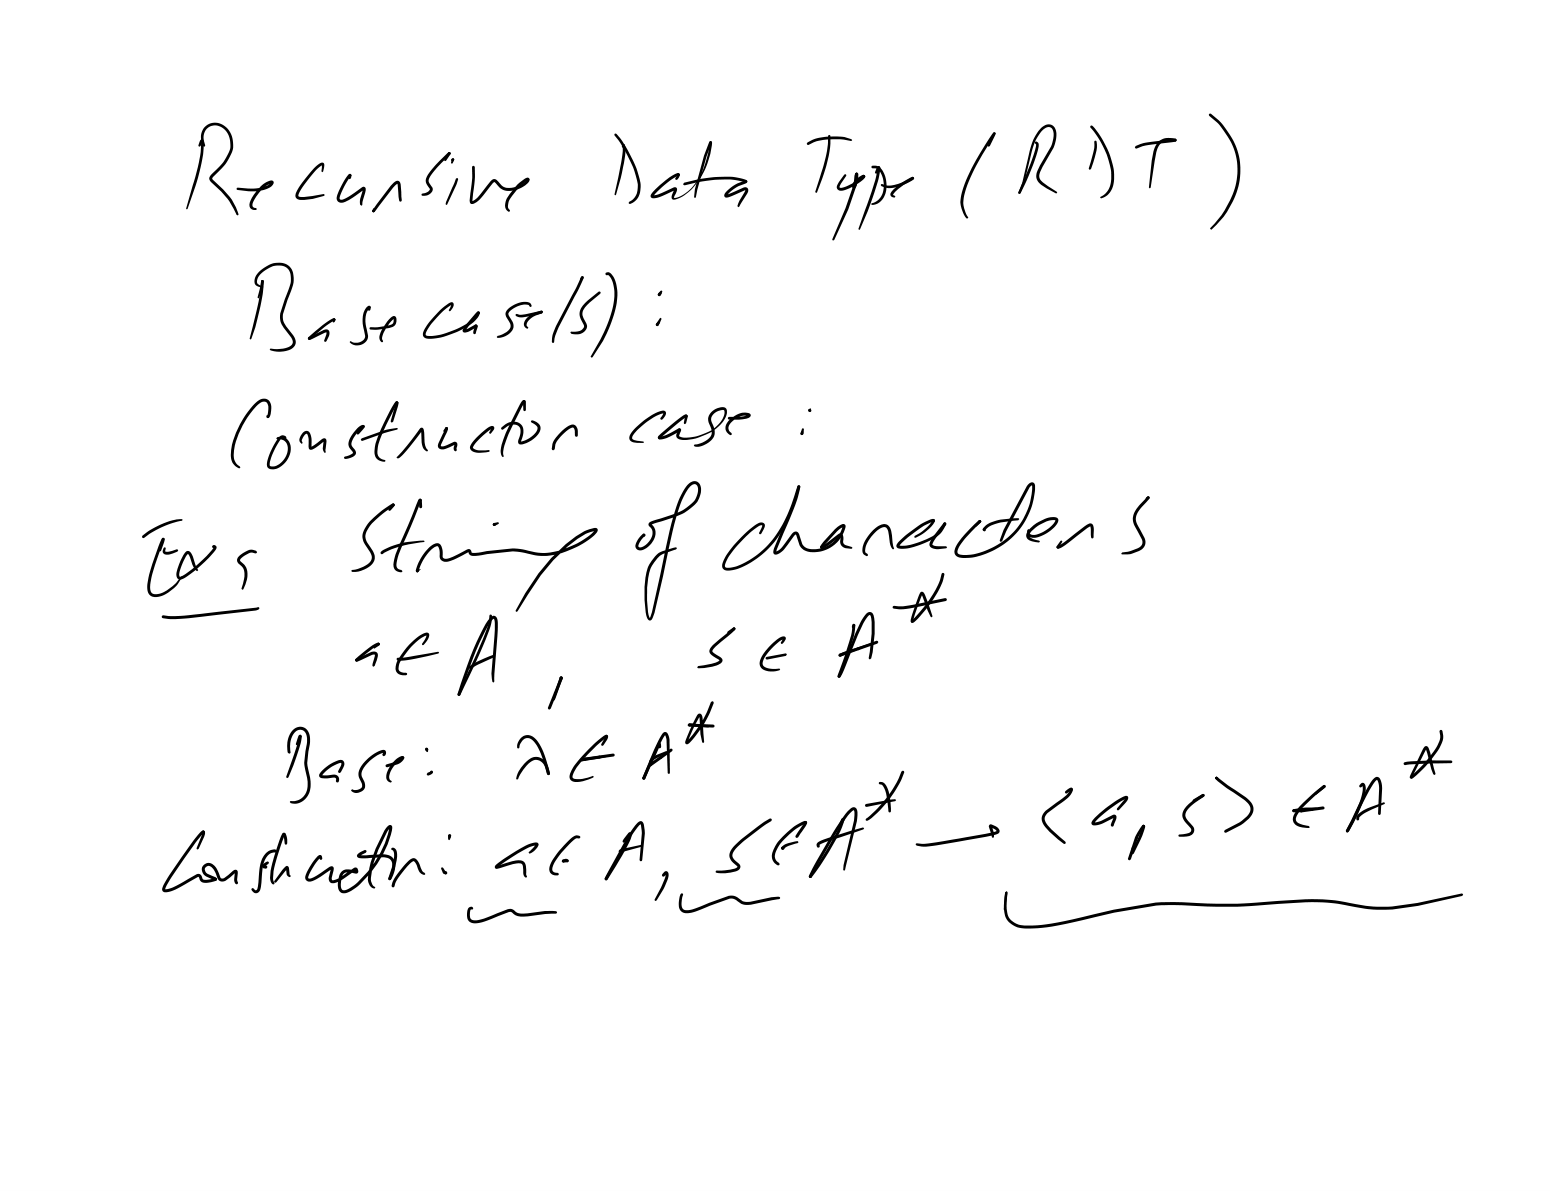 Recursive Data Type (RDT)
Base case(s):
Constructor case:
Ex, String of characters
a ∈ A, s ∈ A*
Base: λ ∈ A*
Constructor: a ∈ A, s ∈ A* → <a, s> ∈ A*